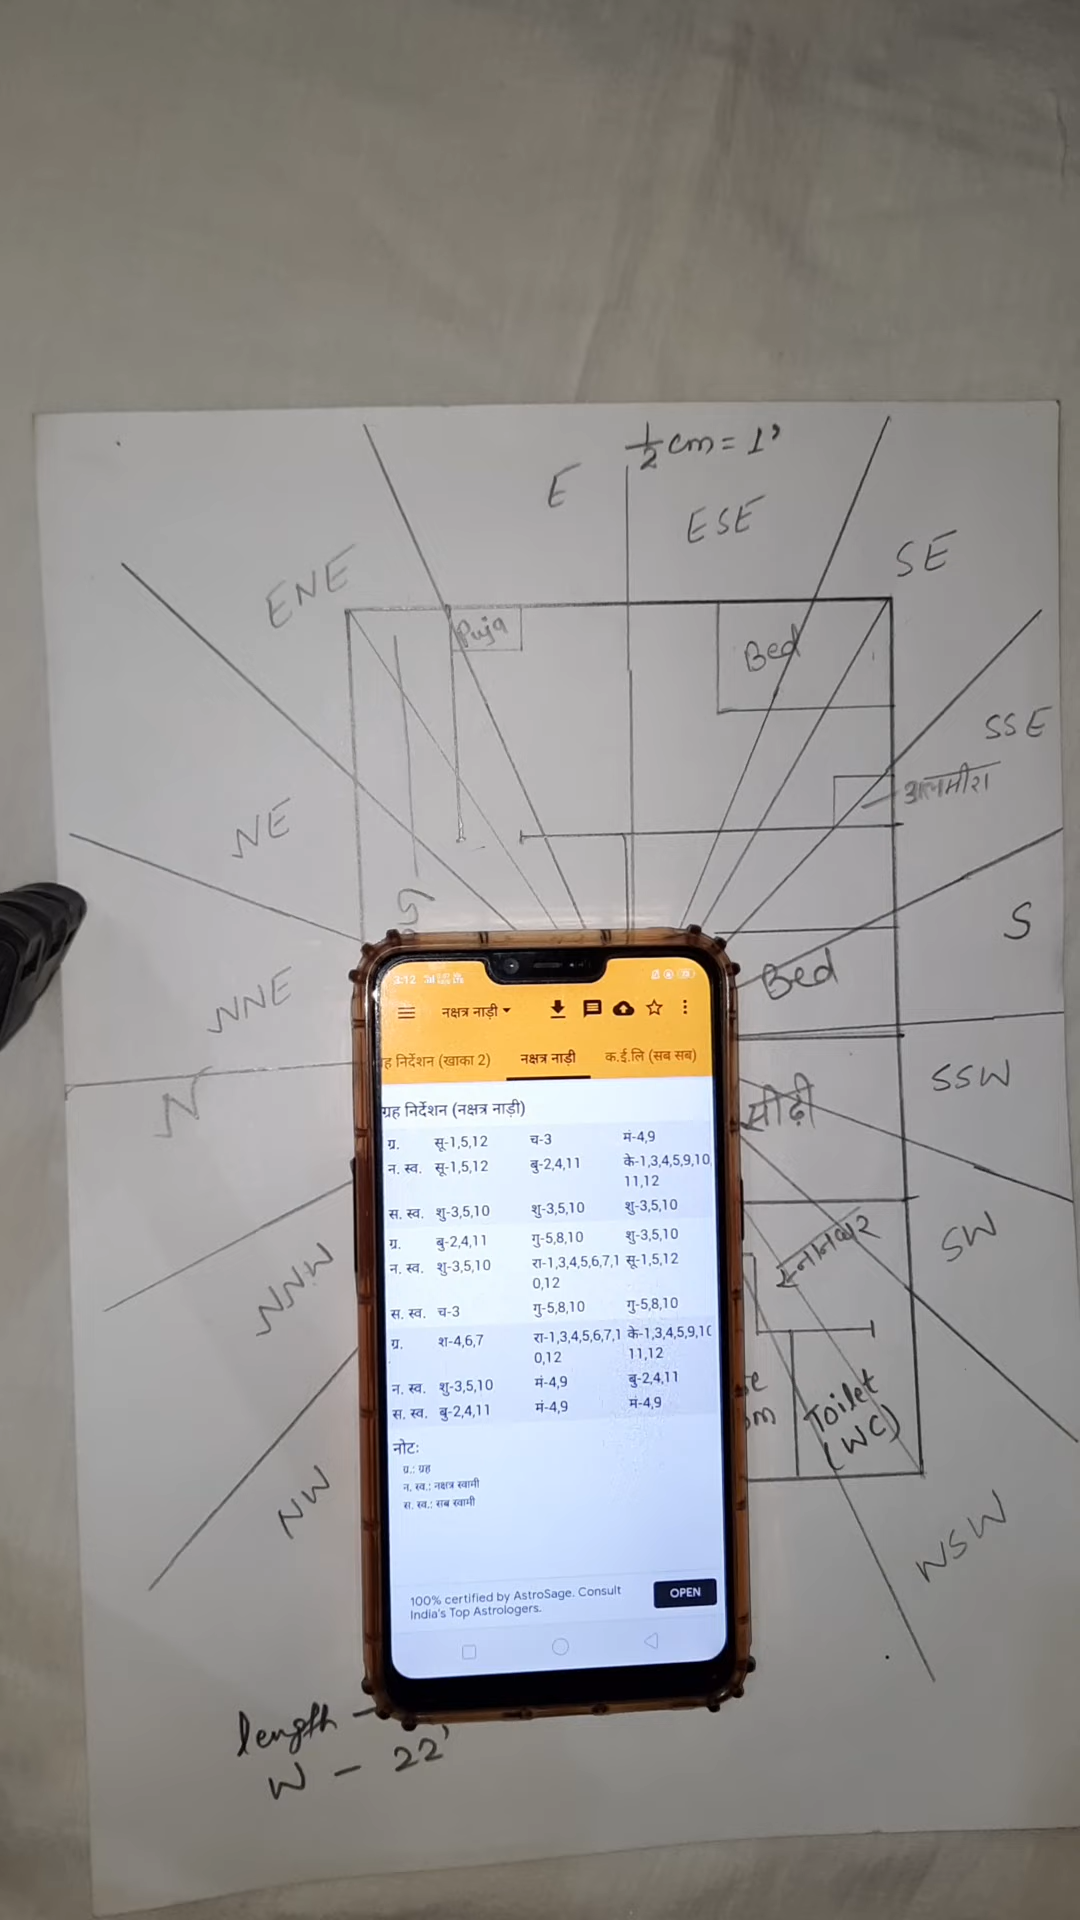 ½ cm = 1'
E
ESE
SE
ENE
Puja
Bed
SSE
अलमीरा
NE
S
Bed
NNE
SSW
N
सीढ़ी
SW
स्नानघर
NNW
Toilet
(WC)
NW
WSW
length -
W - 22'
3:12
नक्षत्र नाड़ी
ह निर्देशन (खाका 2)
नक्षत्र नाड़ी
क.ई.लि (सब सब)
ग्रह निर्देशन (नक्षत्र नाड़ी)
ग्र. सू-1,5,12 च-3 मं-4,9
न. स्व. सू-1,5,12 बु-2,4,11 के-1,3,4,5,9,10,
11,12
स. स्व. शु-3,5,10 शु-3,5,10 शु-3,5,10
ग्र. बु-2,4,11 गु-5,8,10 शु-3,5,10
न. स्व. शु-3,5,10 रा-1,3,4,5,6,7,1 सू-1,5,12
0,12
स. स्व. च-3 गु-5,8,10 गु-5,8,10
ग्र. श-4,6,7 रा-1,3,4,5,6,7,1 के-1,3,4,5,9,10
0,12 11,12
न. स्व. शु-3,5,10 मं-4,9 बु-2,4,11
स. स्व. बु-2,4,11 मं-4,9 मं-4,9
नोट:
ग्र.: ग्रह
न. स्व.: नक्षत्र स्वामी
स. स्व.: सब स्वामी
100% certified by AstroSage. Consult
India's Top Astrologers.
OPEN